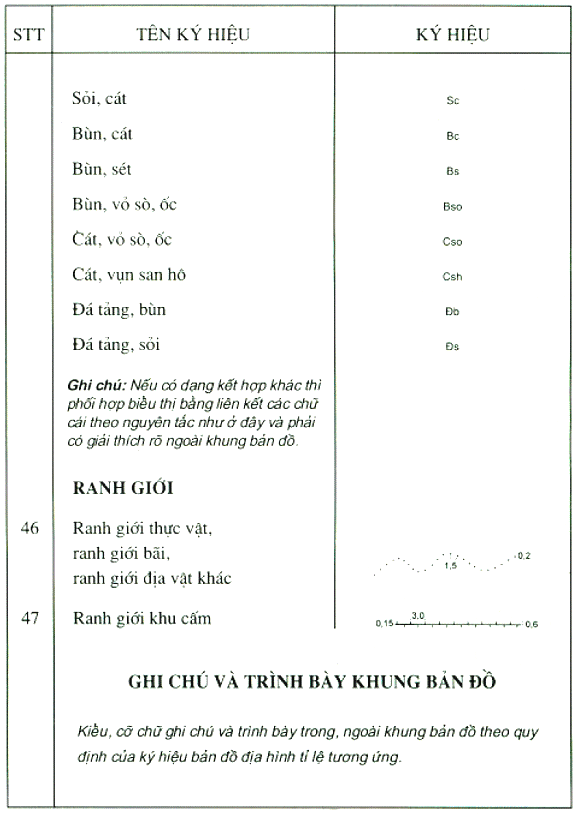 STT TÊN KÝ HIỆU KÝ HIỆU
Sỏi, cát Sc
Bùn, cát Bc
Bùn, sét Bs
Bùn, vỏ sò, ốc Bso
Cát, vỏ sò, ốc Cso
Cát, vụn san hô Csh
Đá tảng, bùn Đb
Đá tảng, sỏi Đs
Ghi chú: Nếu có dạng kết hợp khác thì
phối hợp biểu thị bằng liên kết các chữ
cái theo nguyên tắc như ở đây và phải
có giải thích rõ ngoài khung bản đồ.
RANH GIỚI
46 Ranh giới thực vật,
ranh giới bãi, 0,2
1,5
ranh giới địa vật khác
47 Ranh giới khu cấm 0,15 3,0 0,6
GHI CHÚ VÀ TRÌNH BÀY KHUNG BẢN ĐỒ
Kiểu, cỡ chữ ghi chú và trình bày trong, ngoài khung bản đồ theo quy
định của ký hiệu bản đồ địa hình tỉ lệ tương ứng.